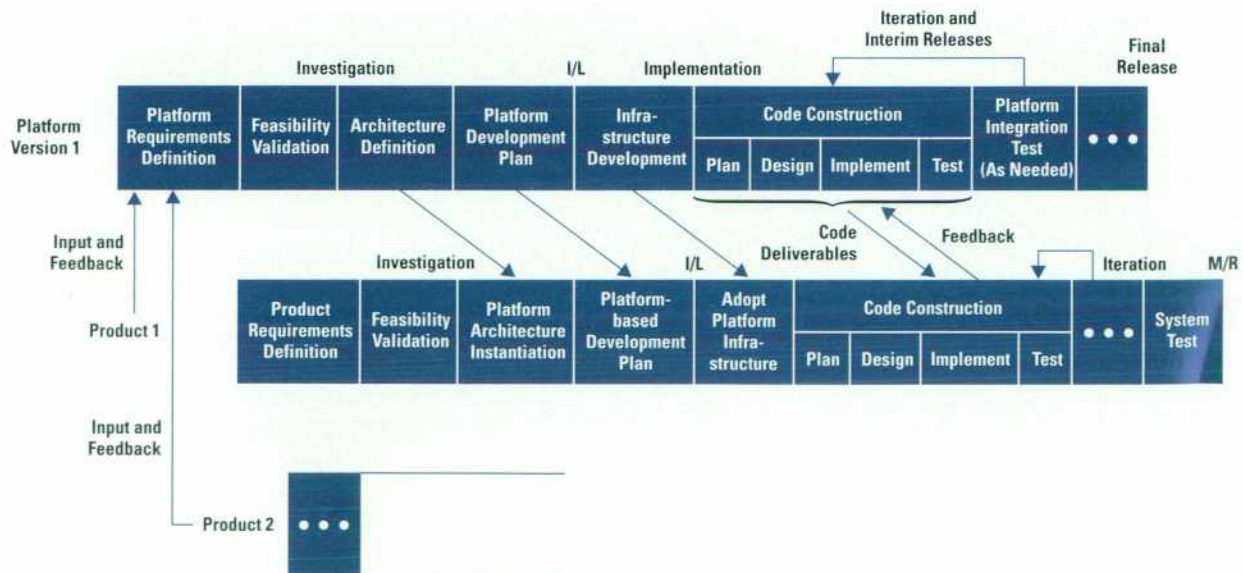 Iteration and
Interim Releases
Final
Release
Investigation
I/L
Implementation
Platform
Version 1
Platform
Requirements
Definition
Feasibility
Validation
Architecture
Definition
Platform
Development
Plan
Infra-
structure
Development
Code Construction
Plan
Design
Implement
Test
Platform
Integration
Test
(As Needed)
•••
Input and
Feedback
Code
Deliverables
Feedback
Investigation
I/L
Iteration
M/R
Product 1
Product
Requirements
Definition
Feasibility
Validation
Platform
Architecture
Instantiation
Platform-
based
Development
Plan
Adopt
Platform
Infra-
structure
Code Construction
Plan
Design
Implement
Test
•••
System
Test
Input and
Feedback
Product 2
•••